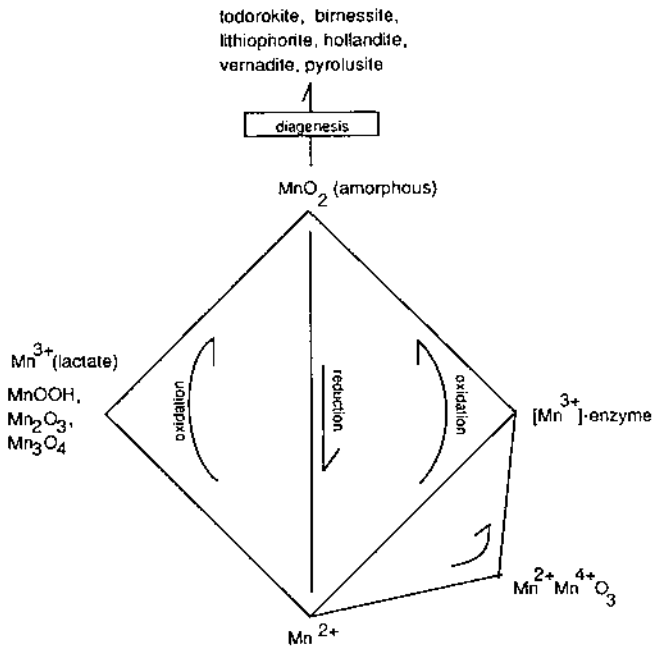 todorokite, birnessite,
lithiophorite, hollandite,
vernadite, pyrolusite
diagenesis
MnO2 (amorphous)
Mn3+ (lactate)
MnOOH,
Mn2O3,
Mn3O4
oxidation
reduction
oxidation
[Mn3+]·enzyme
Mn2+Mn4+O3
Mn2+